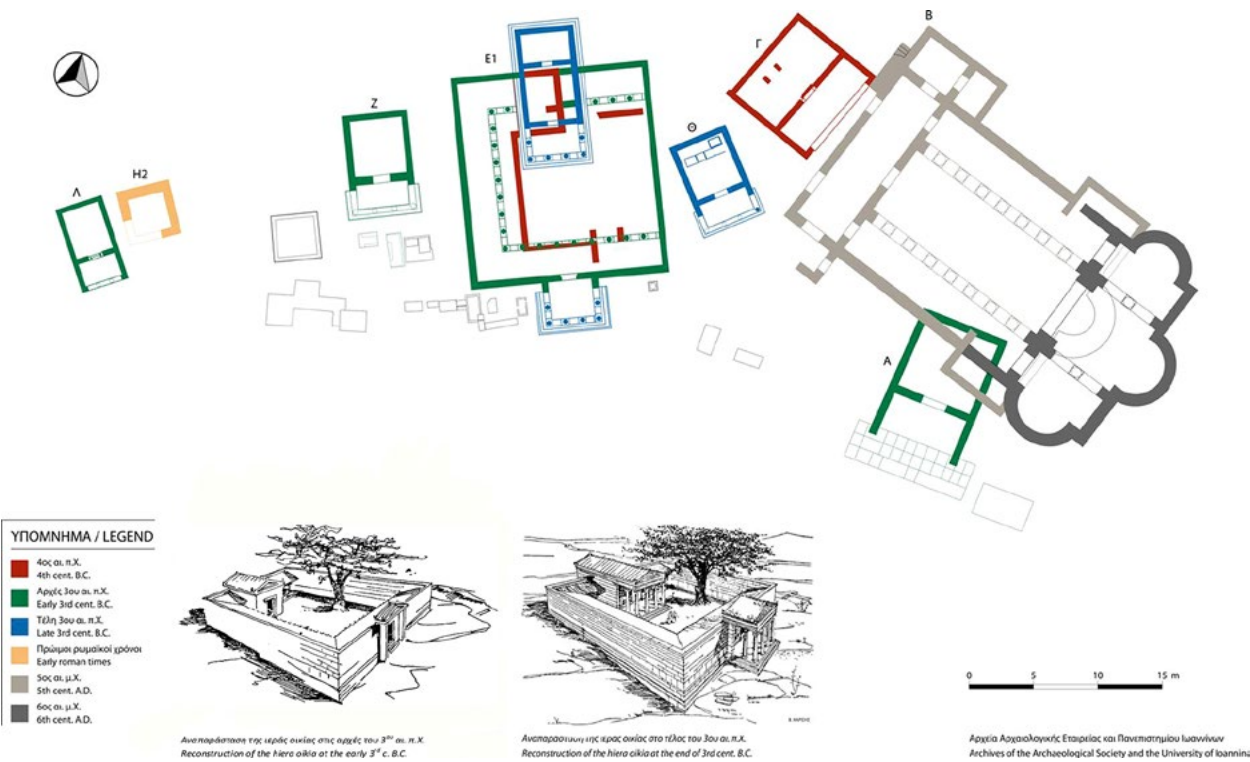 B
Γ
E1
Θ
Z
H2
Λ
A
ΥΠΟΜΝΗΜΑ / LEGEND
4ος αι. π.Χ.
4th cent. B.C.
Αρχές 3ου αι. π.Χ.
Early 3rd cent. B.C.
Τέλη 3ου αι. π.Χ.
Late 3rd cent. B.C.
Πρώιμοι ρωμαϊκοί χρόνοι
Early roman times
5ος αι. μ.Χ.
5th cent. A.D.
6ος αι. μ.Χ.
6th cent. A.D.
Αναπαράσταση της ιεράς οικίας στις αρχές του 3ου αι. π.Χ.
Reconstruction of the hiera oikia at the early 3rd c. B.C.
Αναπαράσταση της ιεράς οικίας στο τέλος του 3ου αι. π.Χ.
Reconstruction of the hiera oikia at the end of 3rd cent. B.C.
0 5 10 15 m
Αρχεία Αρχαιολογικής Εταιρείας και Πανεπιστημίου Ιωαννίνων
Archives of the Archaeological Society and the University of Ioannina